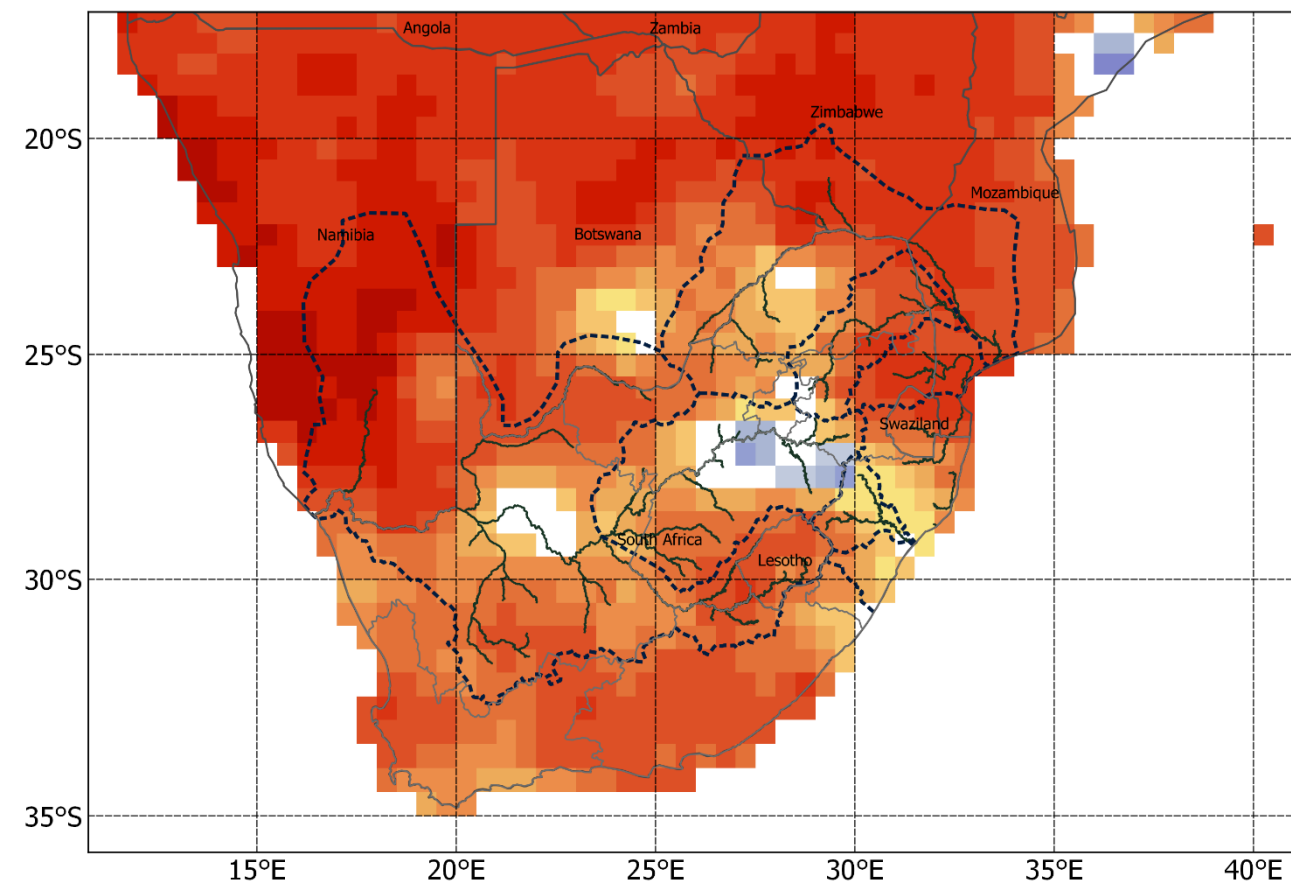 Angola
Zambia
Zimbabwe
20°S
Mozambique
Namibia
Botswana
25°S
Swaziland
South Africa
Lesotho
30°S
35°S
15°E
20°E
25°E
30°E
35°E
40°E